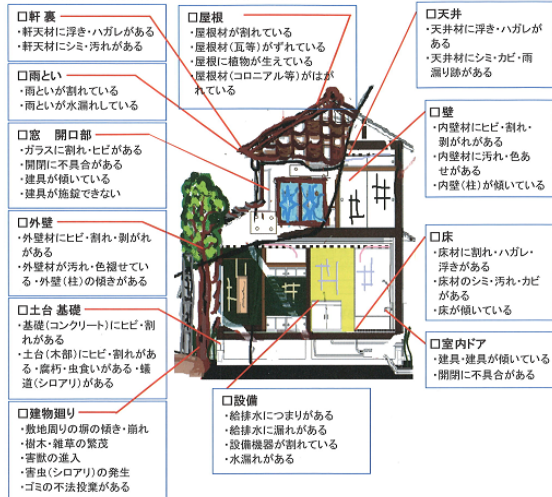 □軒 裏
・軒天材に浮き・ハガレがある
・軒天材にシミ・汚れがある
□雨とい
・雨といが割れている
・雨といが水漏れしている
□窓 開口部
・ガラスに割れ・ヒビがある
・開閉に不具合がある
・建具が傾いている
・建具が施錠できない
□外壁
・外壁材にヒビ・割れ・剥がれ
がある
・外壁材が汚れ・色褪せてい
る ・外壁(柱)の傾きがある
□土台 基礎
・基礎(コンクリート)にヒビ・割
れがある
・土台(木部)にヒビ・割れがあ
る ・腐朽・虫食いがある ・蟻
道(シロアリ)がある
□建物廻り
・敷地周りの塀の傾き・崩れ
・樹木・雑草の繁茂
・害獣の進入
・害虫(シロアリ)の発生
・ゴミの不法投棄がある
□屋根
・屋根材が割れている
・屋根材(瓦等)がずれている
・屋根に植物が生えている
・屋根材(コロニアル等)がはが
れている
□設備
・給排水につまりがある
・給排水に漏れがある
・設備機器が割れている
・水漏れがある
□天井
・天井材に浮き・ハガレが
ある
・天井材にシミ・カビ・雨
漏り跡がある
□壁
・内壁材にヒビ・割れ・
剥がれがある
・内壁材に汚れ・色あ
せがある
・内壁(柱)が傾いている
□床
・床材に割れ・ハガレ・
浮きがある
・床材のシミ・汚れ・カビ
がある
・床が傾いている
□室内ドア
・建具・建具が傾いている
・開閉に不具合がある